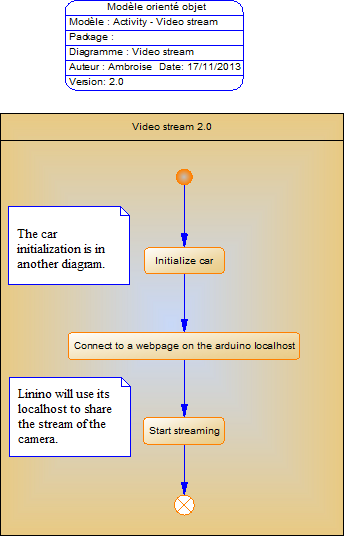 Modèle orienté objet
Modèle : Activity - Video stream
Package :
Diagramme : Video stream
Auteur : Ambroise Date: 17/11/2013
Version: 2.0
Video stream 2.0
The car
initialization is in
another diagram.
Initialize car
Connect to a webpage on the arduino localhost
Linino will use its
localhost to share
the stream of the
camera.
Start streaming